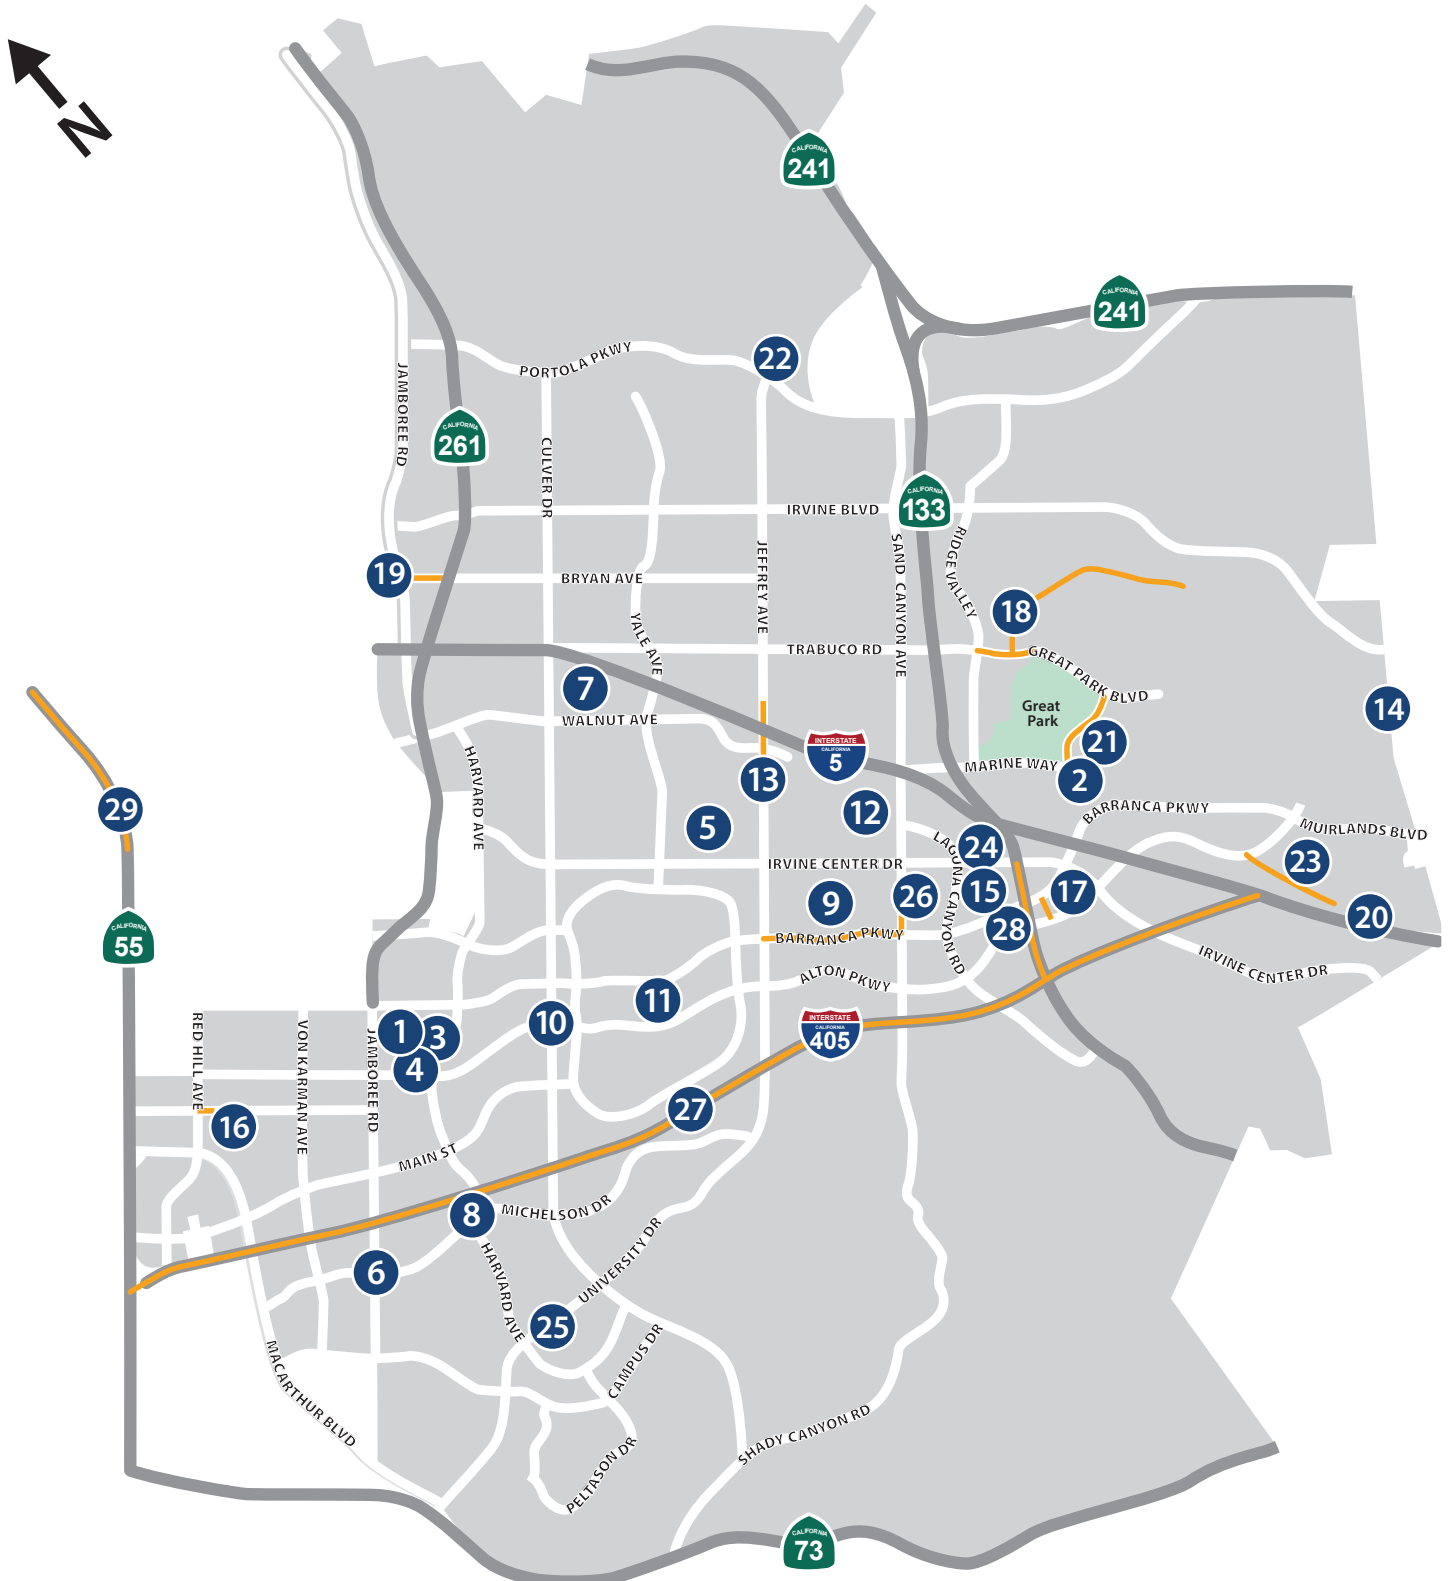 N
CALIFORNIA
241
CALIFORNIA
241
22
PORTOLA PKWY
JAMBOREE RD
CALIFORNIA
261
CULVER DR
IRVINE BLVD
CALIFORNIA
133
JEFFREY AVE
SAND CANYON AVE
RIDGE VALLEY
19
BRYAN AVE
18
YALE AVE
TRABUCO RD
GREAT PARK BLVD
7
Great
Park
14
WALNUT AVE
21
INTERSTATE
CALIFORNIA
5
MARINE WAY
2
HARVARD AVE
13
29
12
BARRANCA PKWY
5
MUIRLANDS BLVD
LAGUNA CANYON RD
24
IRVINE CENTER DR
23
9
26
15
17
20
CALIFORNIA
55
BARRANCA PKWY
28
IRVINE CENTER DR
ALTON PKWY
11
RED HILL AVE
VON KARMAN AVE
JAMBOREE RD
1
3
10
INTERSTATE
CALIFORNIA
405
4
16
27
MAIN ST
8
MICHELSON DR
UNIVERSITY DR
6
HARVARD AVE
25
MACARTHUR BLVD
CAMPUS DR
SHADY CANYON RD
PELTASON DR
CALIFORNIA
73